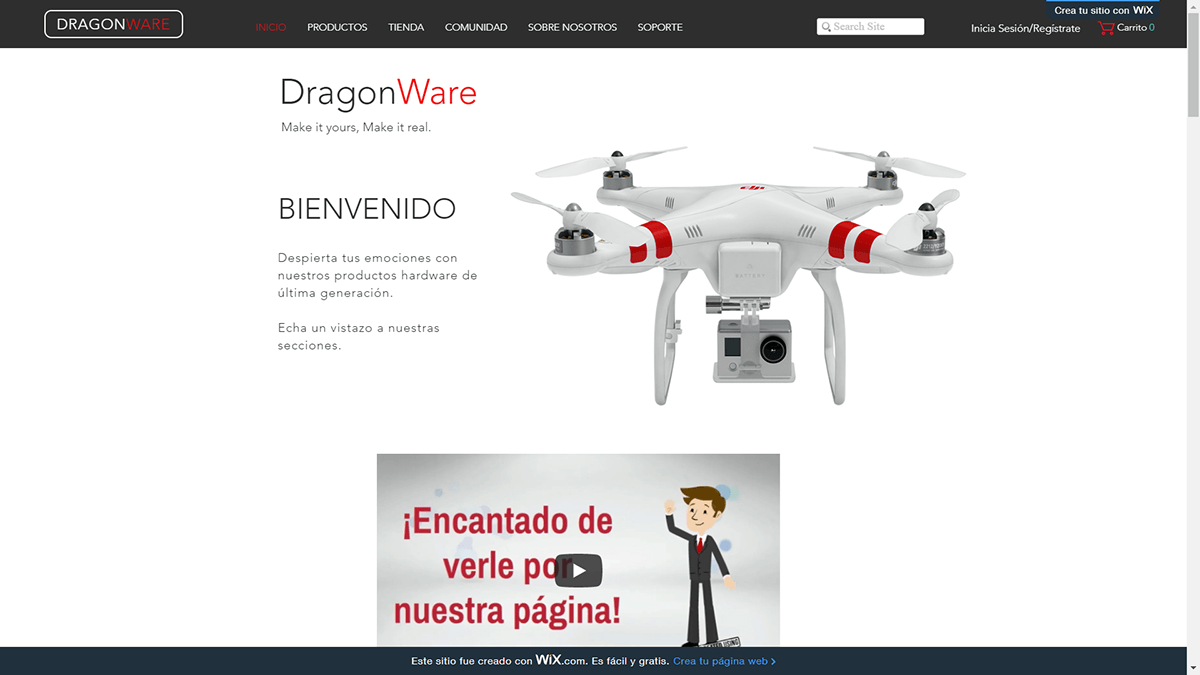 DRAGONWARE
INICIO PRODUCTOS TIENDA COMUNIDAD SOBRE NOSOTROS SOPORTE
Search Site
Crea tu sitio con WiX
Inicia Sesión/Regístrate
Carrito 0
DragonWare
Make it yours, Make it real.
BIENVENIDO
Despierta tus emociones con
nuestros productos hardware de
última generación.
Echa un vistazo a nuestras
secciones.
dji
BATTERY
¡Encantado de
verle por
nuestra página!
Este sitio fue creado con WiX.com. Es fácil y gratis. Crea tu página web >